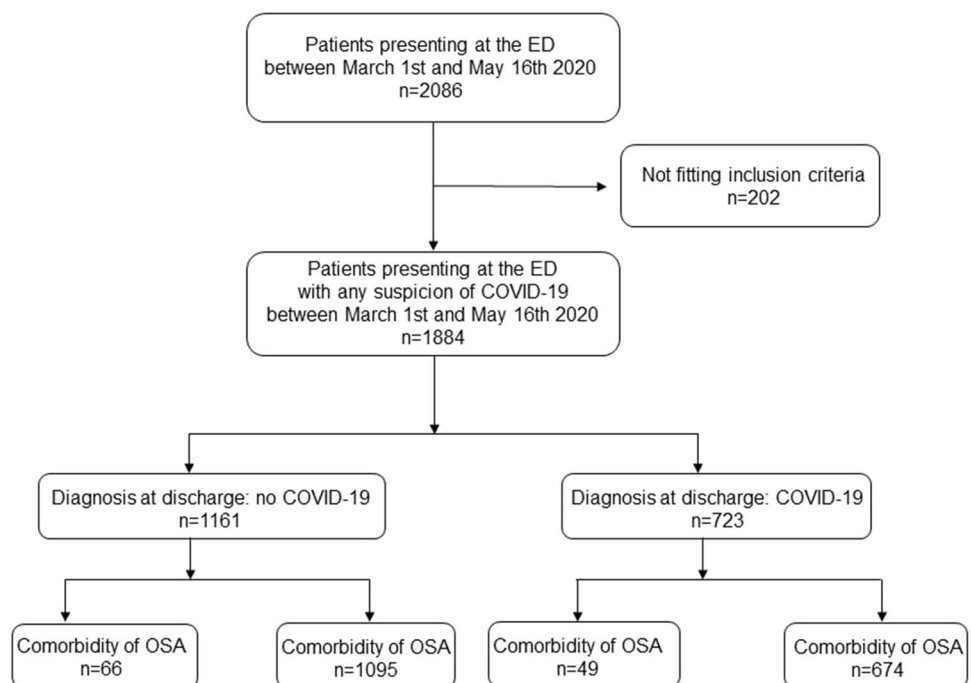 Patients presenting at the ED
between March 1st and May 16th 2020
n=2086
Not fitting inclusion criteria
n=202
Patients presenting at the ED
with any suspicion of COVID-19
between March 1st and May 16th 2020
n=1884
Diagnosis at discharge: no COVID-19
n=1161
Diagnosis at discharge: COVID-19
n=723
Comorbidity of OSA
n=66
Comorbidity of OSA
n=1095
Comorbidity of OSA
n=49
Comorbidity of OSA
n=674